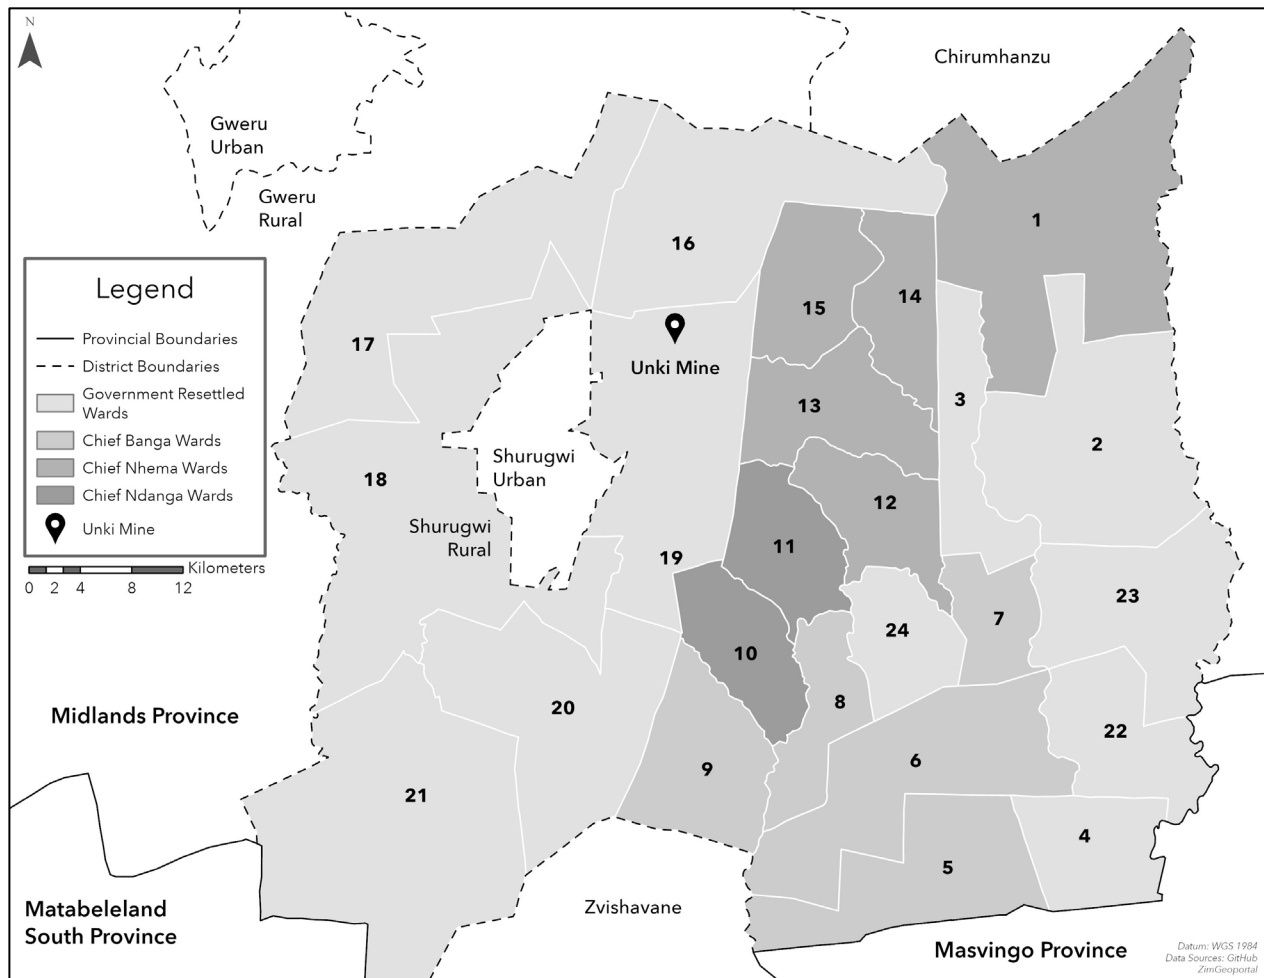 N
Chirumhanzu
Gweru
Urban
Gweru
Rural
1
16
14
15
Legend
Provincial Boundaries
District Boundaries
Government Resettled
Wards
Chief Banga Wards
Chief Nhema Wards
Chief Ndanga Wards
Unki Mine
Kilometers
0 2 4 8 12
17
Unki Mine
3
13
2
Shurugwi
Urban
18
12
Shurugwi
Rural
11
19
23
7
24
10
Midlands Province
20
8
22
6
9
21
4
5
Matabeleland
South Province
Zvishavane
Masvingo Province
Datum: WGS 1984
Data Sources: GitHub
ZimGeoportal